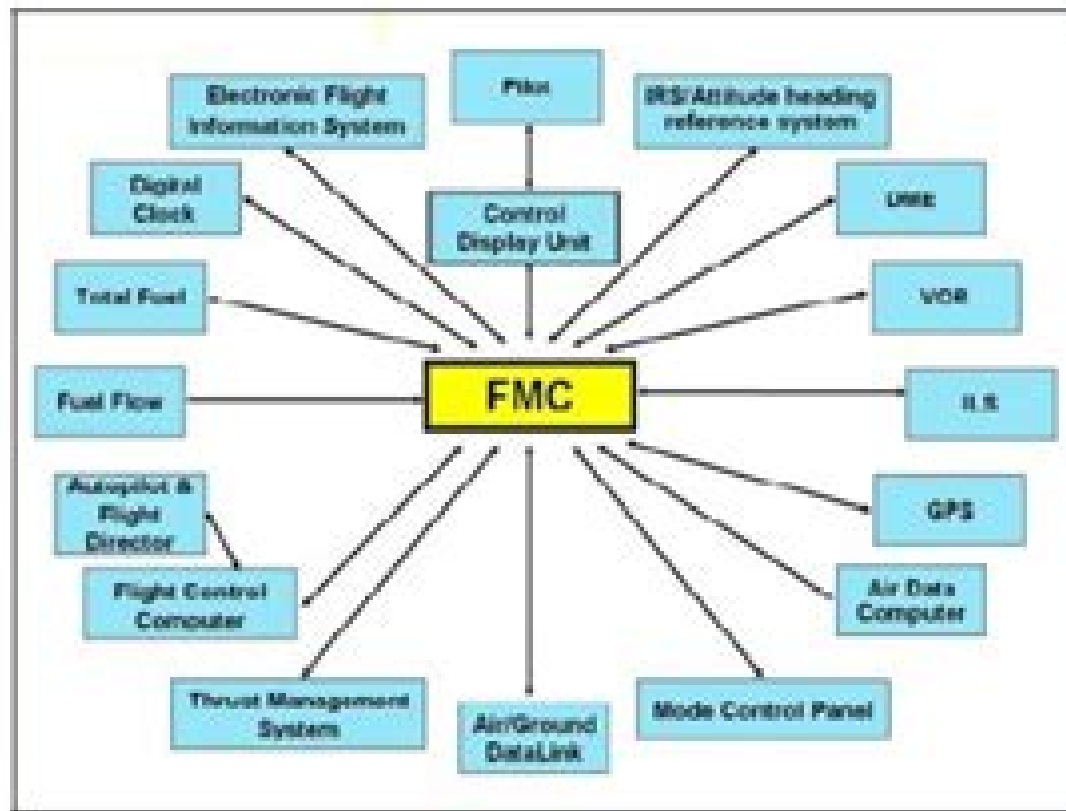 Electronic Flight
Information System
Pilot
IRS/Attitude heading
reference system
Digital
Clock
Control
Display Unit
DME
Total Fuel
VOR
FMC
Fuel Flow
ILS
Autopilot &
Flight
Director
GPS
Flight Control
Computer
Air Data
Computer
Thrust Management
System
Air/Ground
DataLink
Mode Control Panel